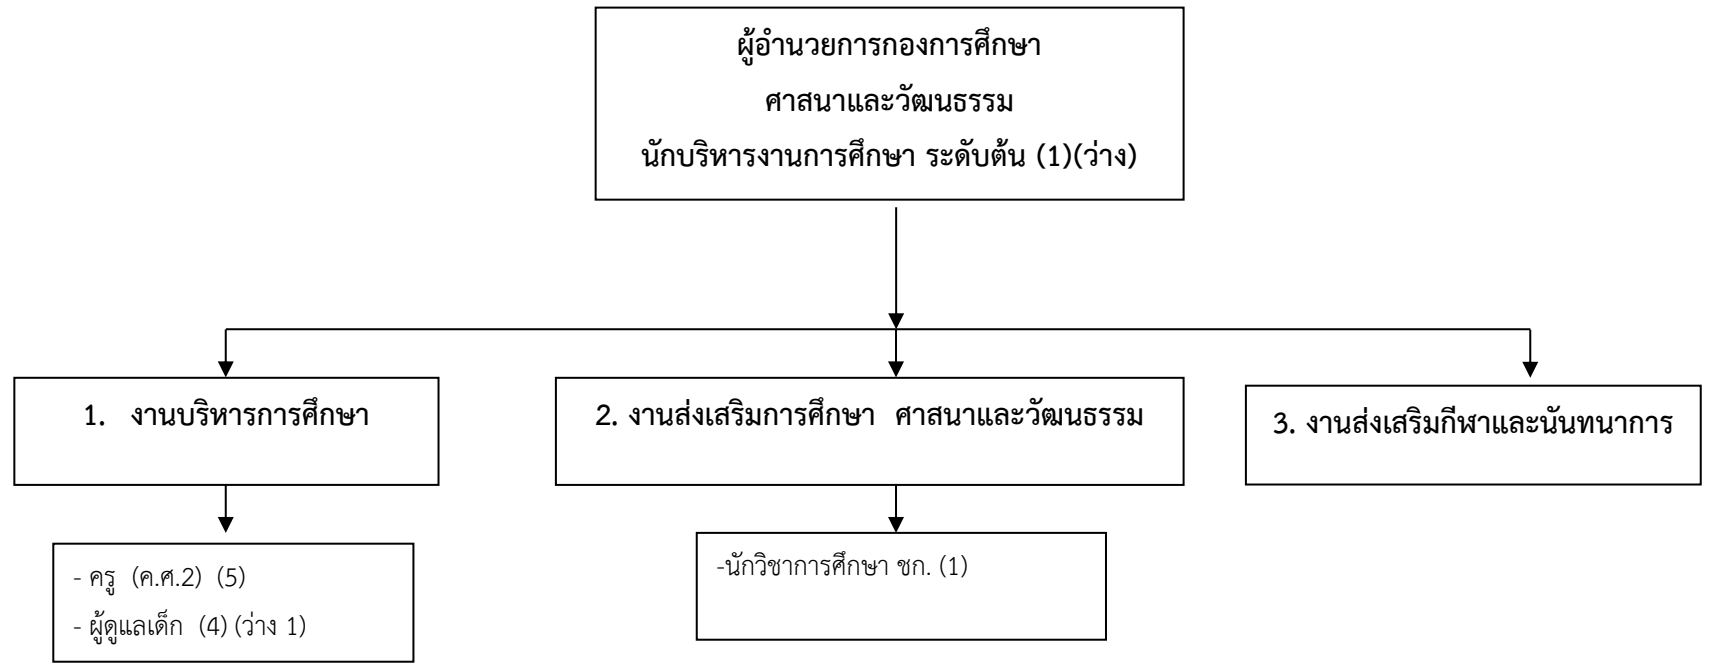 ผู้อำนวยการกองการศึกษา
ศาสนาและวัฒนธรรม
นักบริหารงานการศึกษา ระดับต้น (1)(ว่าง)
1. งานบริหารการศึกษา
2. งานส่งเสริมการศึกษา ศาสนาและวัฒนธรรม
3. งานส่งเสริมกีฬาและนันทนาการ
- ครู (ค.ศ.2) (5)
- ผู้ดูแลเด็ก (4) (ว่าง 1)
-นักวิชาการศึกษา ชก. (1)